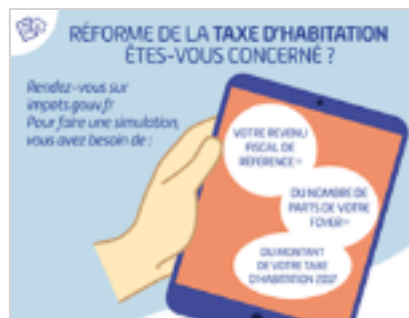 RÉFORME DE LA TAXE D'HABITATION
ÊTES-VOUS CONCERNÉ ?
Rendez-vous sur
impots.gouv.fr
Pour faire une simulation,
vous avez besoin de :
VOTRE REVENU
FISCAL DE
RÉFÉRENCE
DU NOMBRE DE
PARTS DE VOTRE
FOYER
DU MONTANT
DE VOTRE TAXE
D'HABITATION 2017